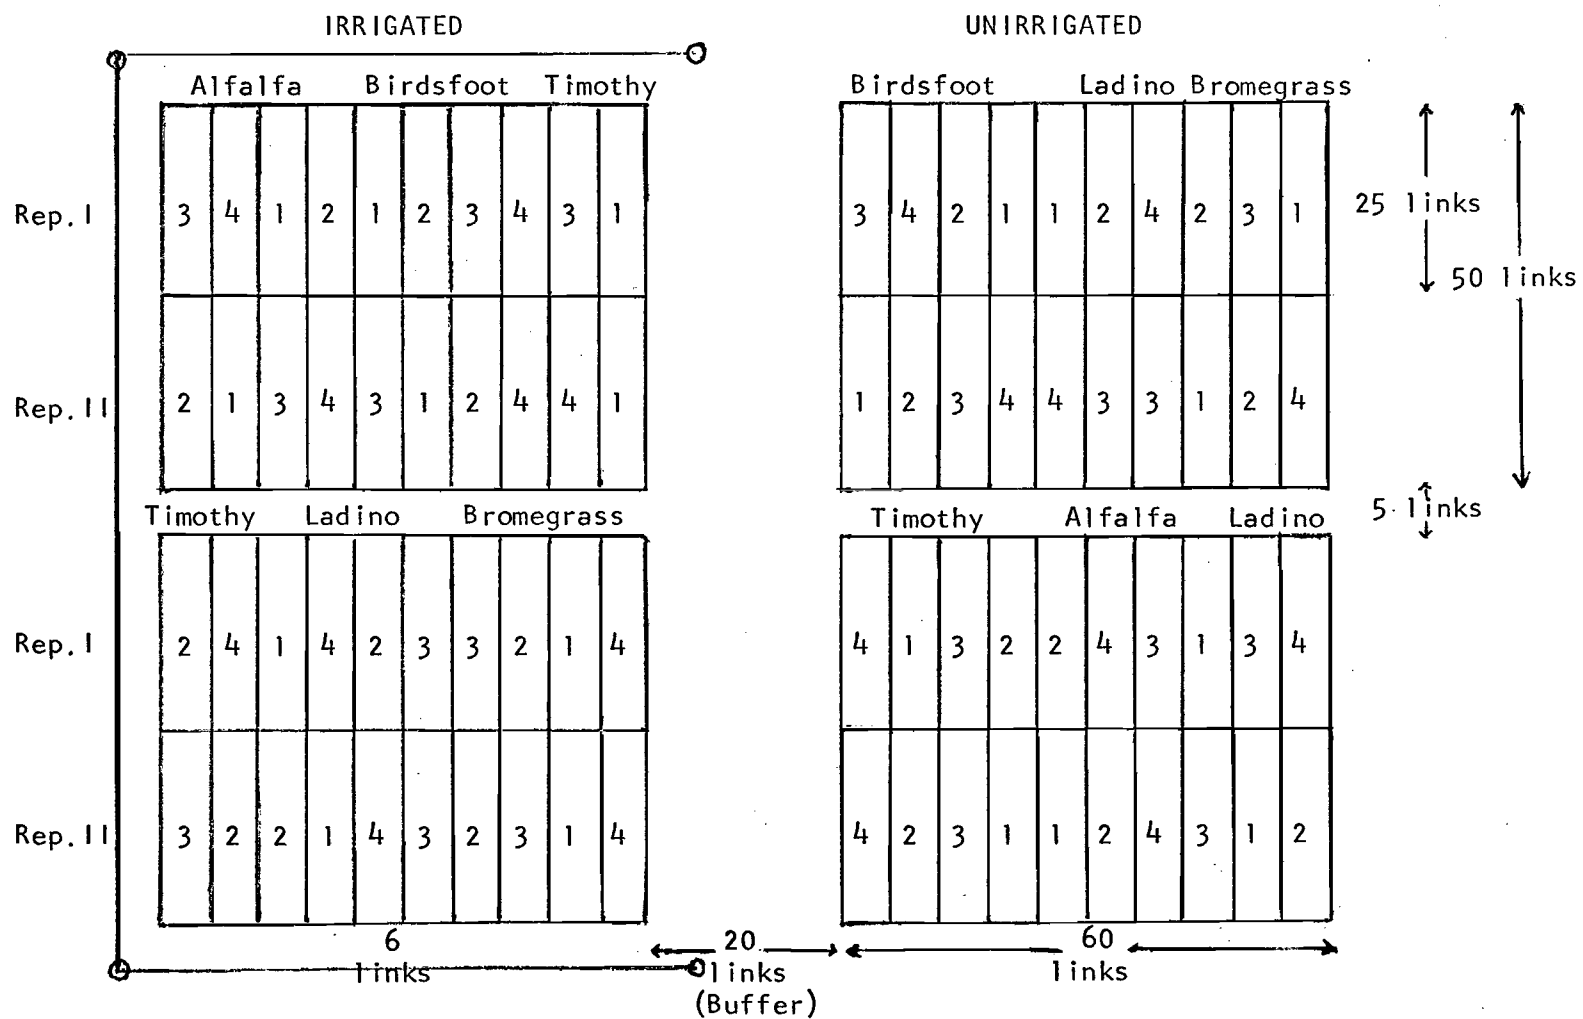 IRRIGATED UNIRRIGATED
Alfalfa Birdsfoot Timothy Birdsfoot Ladino Bromegrass
Rep. I 3 4 1 2 1 2 3 4 3 1 3 4 2 1 1 2 4 2 3 1 25 links
50 links
Rep. II 2 1 3 4 3 1 2 4 4 1 1 2 3 4 4 3 3 1 2 4
5 links
Timothy Ladino Bromegrass Timothy Alfalfa Ladino
Rep. I 2 4 1 4 2 3 3 2 1 4 4 1 3 2 2 4 3 1 3 4
Rep. II 3 2 2 1 4 3 2 3 1 4 4 2 3 1 1 2 4 3 1 2
6 20 60
links links links
(Buffer)